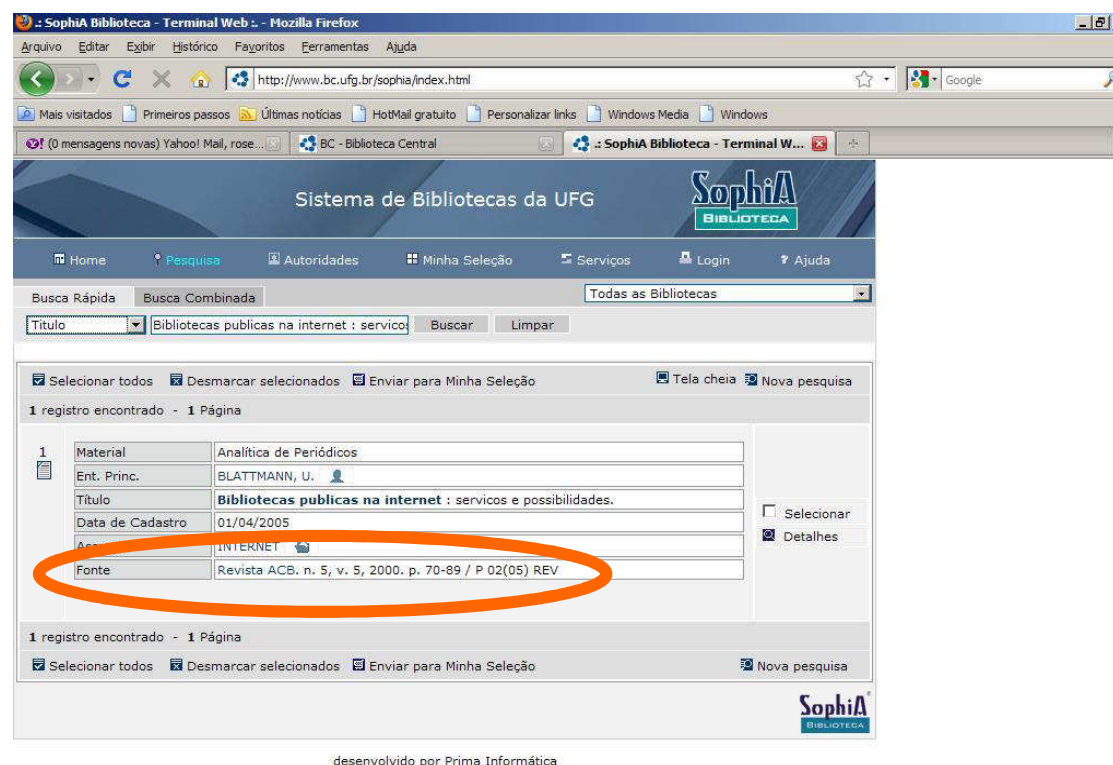 .: SophiA Biblioteca - Terminal Web :. - Mozilla Firefox
Arquivo Editar Exibir Histórico Favoritos Ferramentas Ajuda
http://www.bc.ufg.br/sophia/index.html Google
Mais visitados Primeiros passos Últimas notícias HotMail gratuito Personalizar links Windows Media Windows
(0 mensagens novas) Yahoo! Mail, rose... BC - Biblioteca Central .: SophiA Biblioteca - Terminal W...
Sistema de Bibliotecas da UFG SophiA
BIBLIOTECA
Home Pesquisa Autoridades Minha Seleção Serviços Login Ajuda
Busca Rápida Busca Combinada Todas as Bibliotecas
Titulo Bibliotecas publicas na internet : servicos Buscar Limpar
Selecionar todos Desmarcar selecionados Enviar para Minha Seleção Tela cheia Nova pesquisa
1 registro encontrado - 1 Página
1 Material Analítica de Periódicos
Ent. Princ. BLATTMANN, U.
Título Bibliotecas publicas na internet : servicos e possibilidades.
Selecionar
Data de Cadastro 01/04/2005
Detalhes
INTERNET
Fonte Revista ACB. n. 5, v. 5, 2000. p. 70-89 / P 02(05) REV
1 registro encontrado - 1 Página
Selecionar todos Desmarcar selecionados Enviar para Minha Seleção Nova pesquisa
SophiA
BIBLIOTECA
desenvolvido por Prima Informática